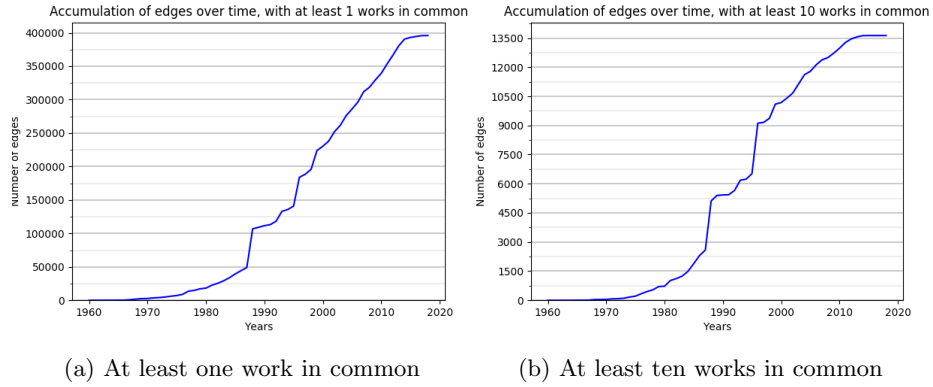 Accumulation of edges over time, with at least 1 works in common
400000
350000
300000
250000
200000
150000
100000
50000
0
Number of edges
1960 1970 1980 1990 2000 2010 2020
Years
(a) At least one work in common
Accumulation of edges over time, with at least 10 works in common
13500
12000
10500
9000
7500
6000
4500
3000
1500
0
Number of edges
1960 1970 1980 1990 2000 2010 2020
Years
(b) At least ten works in common